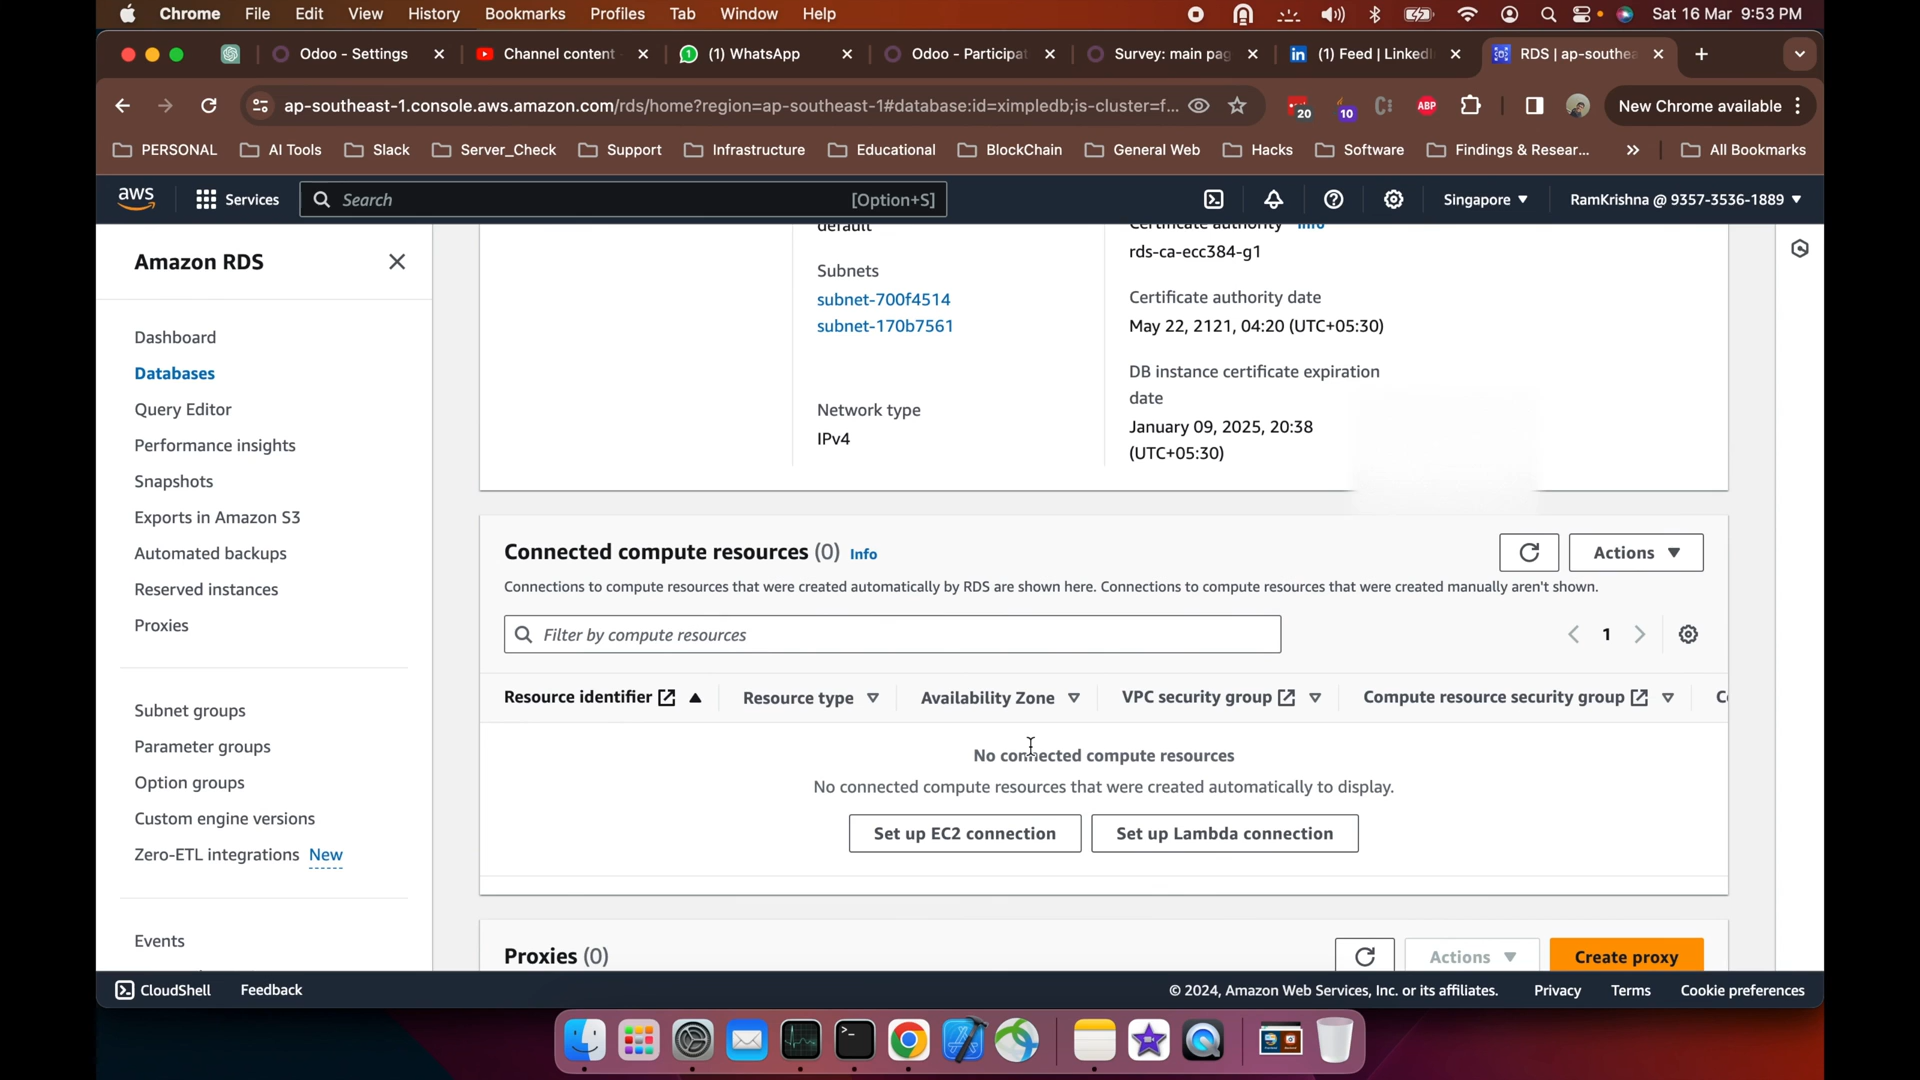 Chrome File Edit View History Bookmarks Profiles Tab Window Help Sat 16 Mar 9:53 PM
Odoo - Settings Channel content (1) WhatsApp Odoo - Participat Survey: main pag (1) Feed | LinkedI RDS | ap-southea
ap-southeast-1.console.aws.amazon.com/rds/home?region=ap-southeast-1#database:id=ximpledb;is-cluster=f... 20 10 ABP New Chrome available
PERSONAL AI Tools Slack Server_Check Support Infrastructure Educational BlockChain General Web Hacks Software Findings & Resear... All Bookmarks
aws Services Search [Option+S] Singapore RamKrishna @ 9357-3536-1889
Amazon RDS
Dashboard
Databases
Query Editor
Performance insights
Snapshots
Exports in Amazon S3
Automated backups
Reserved instances
Proxies
Subnet groups
Parameter groups
Option groups
Custom engine versions
Zero-ETL integrations New
Events
default
Subnets
subnet-700f4514
subnet-170b7561
Network type
IPv4
Certificate authority Info
rds-ca-ecc384-g1
Certificate authority date
May 22, 2121, 04:20 (UTC+05:30)
DB instance certificate expiration
date
January 09, 2025, 20:38
(UTC+05:30)
Connected compute resources (0) Info
Actions
Connections to compute resources that were created automatically by RDS are shown here. Connections to compute resources that were created manually aren't shown.
Filter by compute resources
1
Resource identifier Resource type Availability Zone VPC security group Compute resource security group
No connected compute resources
No connected compute resources that were created automatically to display.
Set up EC2 connection Set up Lambda connection
Proxies (0)
Actions Create proxy
CloudShell Feedback © 2024, Amazon Web Services, Inc. or its affiliates. Privacy Terms Cookie preferences